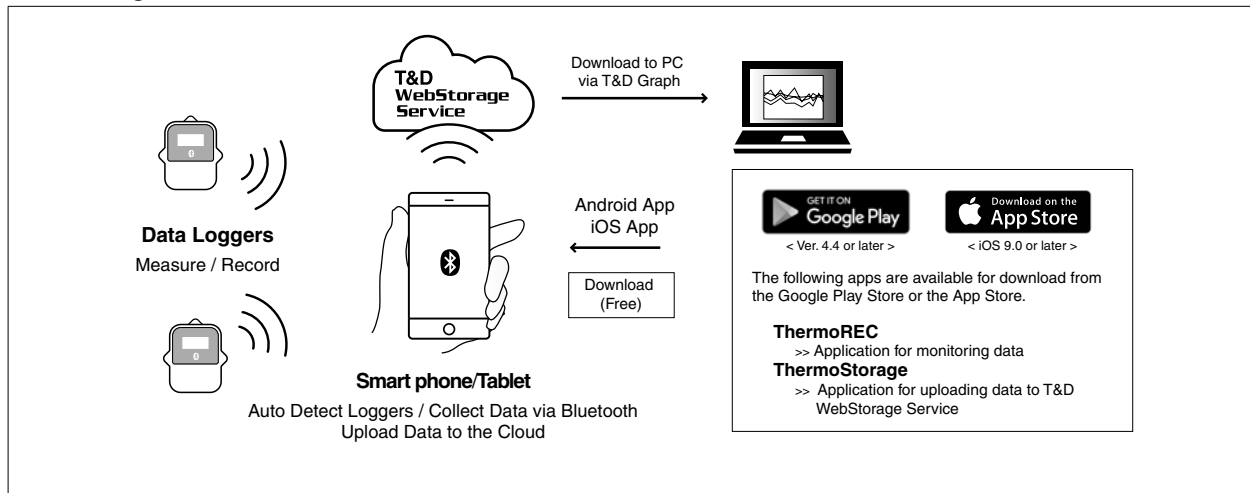 T&D
WebStorage
Service
Download to PC
via T&D Graph
Data Loggers
Measure / Record
Android App
iOS App
Download
(Free)
Smart phone/Tablet
Auto Detect Loggers / Collect Data via Bluetooth
Upload Data to the Cloud
GET IT ON
Google Play
< Ver. 4.4 or later >
Download on the
App Store
< iOS 9.0 or later >
The following apps are available for download from
the Google Play Store or the App Store.
ThermoREC
>> Application for monitoring data
ThermoStorage
>> Application for uploading data to T&D
WebStorage Service